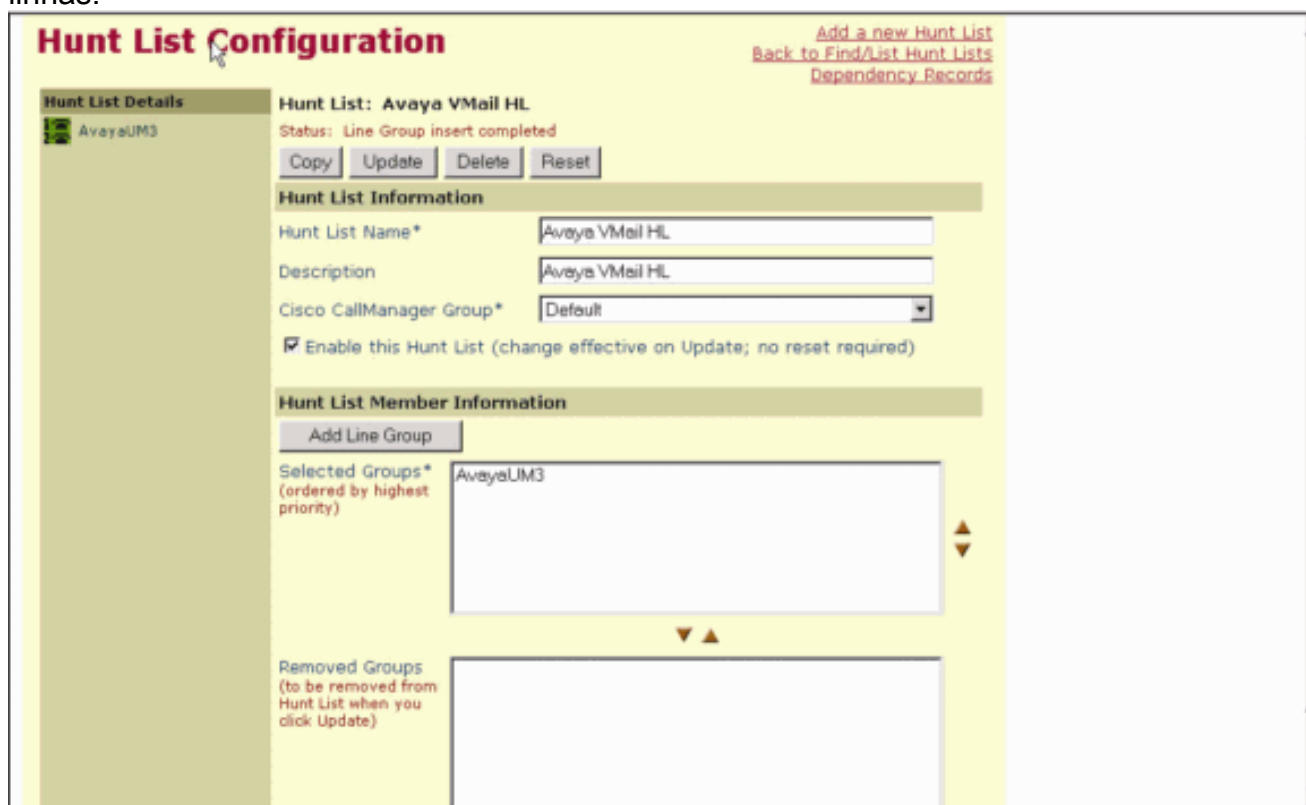 linhas.
Hunt List Configuration
Add a new Hunt List
Back to Find/List Hunt Lists
Dependency Records
Hunt List Details
AvayaUM3
Hunt List: Avaya VMail HL
Status: Line Group insert completed
Copy Update Delete Reset
Hunt List Information
Hunt List Name* Avaya VMail HL
Description Avaya VMail HL
Cisco CallManager Group* Default
Enable this Hunt List (change effective on Update; no reset required)
Hunt List Member Information
Add Line Group
Selected Groups* AvayaUM3
(ordered by highest
priority)
Removed Groups
(to be removed from
Hunt List when you
click Update)